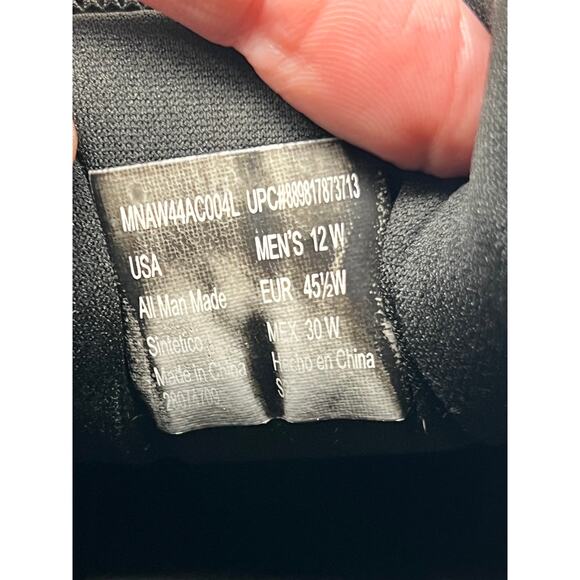 MNAW44AC004L UPC#889817873713
USA MEN'S 12 W
All Man Made EUR 45½W
Sintetico MEX 30 W
Made in China Hecho en China
S